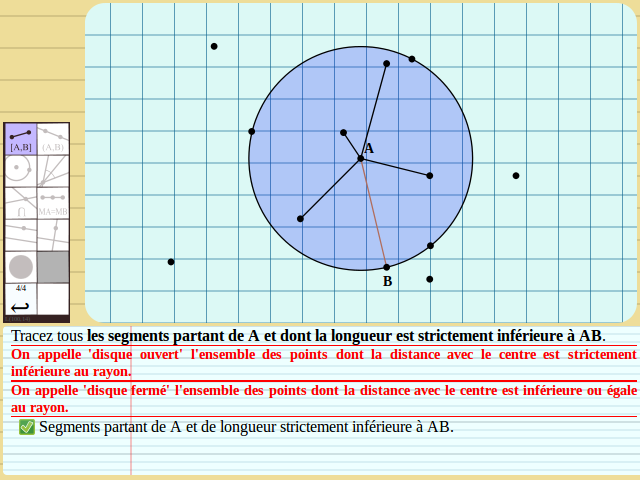 A
B
[A,B]
(A,B)
MA=MB
4/4
Tracez tous les segments partant de A et dont la longueur est strictement inférieure à AB.
On appelle 'disque ouvert' l'ensemble des points dont la distance avec le centre est strictement
inférieure au rayon.
On appelle 'disque fermé' l'ensemble des points dont la distance avec le centre est inférieure ou égale
au rayon.
Segments partant de A et de longueur strictement inférieure à AB.